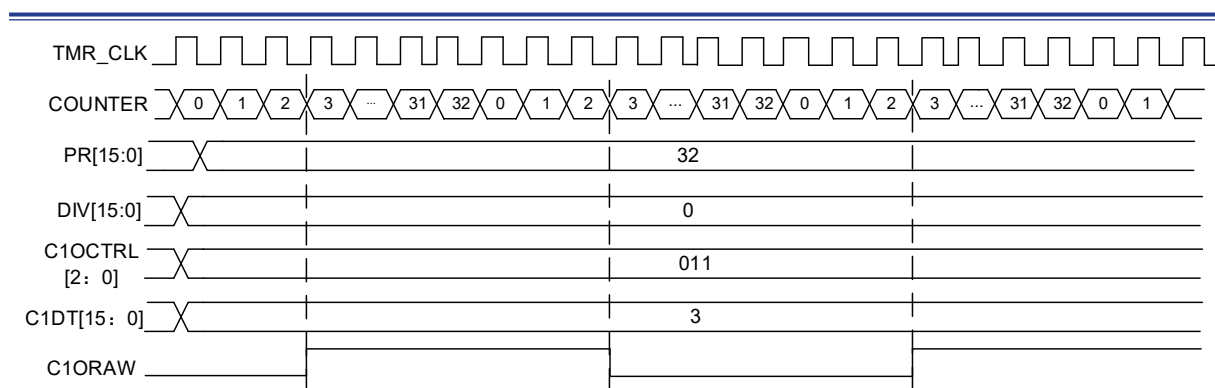 TMR_CLK
COUNTER 0 1 2 3 ... 31 32 0 1 2 3 ... 31 32 0 1 2 3 ... 31 32 0 1
PR[15:0] 32
DIV[15:0] 0
C1OCTRL
[2：0] 011
C1DT[15：0] 3
C1ORAW